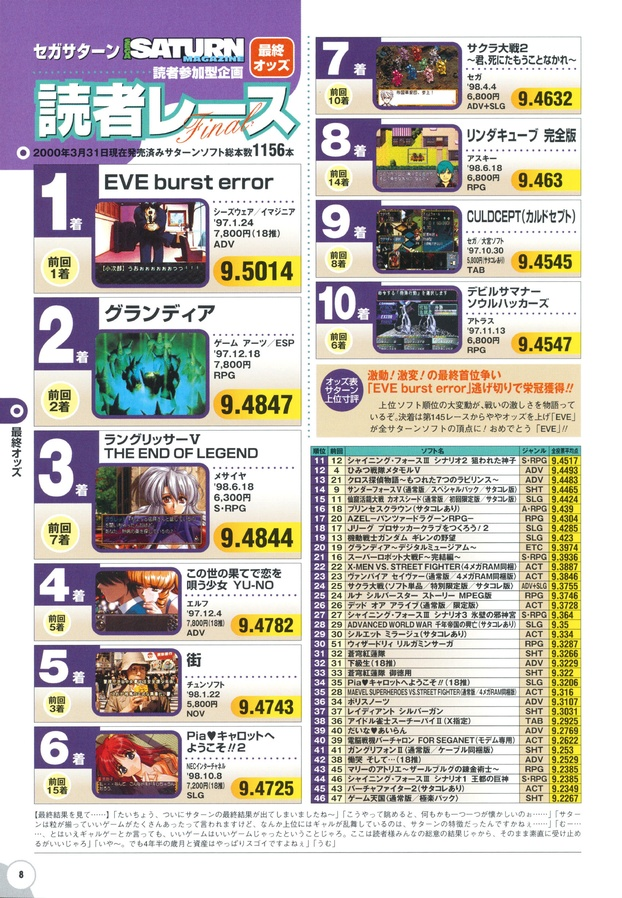 セガサターン SATURN MAGAZINE
読者参加型企画
最終オッズ
読者レース
Final
2000年3月31日現在発売済みサターンソフト総本数1156本
1着
前回1着
EVE burst error
シーズウェア／イマジニア
'97.1.24
7,800円(18推)
ADV
【小次郎】うおぉぉぉぉぉおっつ！！！
9.5014
2着
前回2着
グランディア
ゲーム アーツ／ESP
'97.12.18
7,800円
RPG
9.4847
3着
前回7着
ラングリッサーV
THE END OF LEGEND
メサイヤ
'98.6.18
6,300円
S・RPG
9.4844
4着
前回5着
この世の果てで恋を
唄う少女 YU-NO
エルフ
'97.12.4
7,800円(18推)
ADV
9.4782
5着
前回3着
街
チュンソフト
'98.1.22
5,800円
NOV
9.4743
6着
前回15着
Pia♥キャロットへ
ようこそ!!2
NECインターチャネル
'98.10.8
7,200円(18推)
SLG
9.4725
7着
前回10着
サクラ大戦2
〜君、死にたもうことなかれ〜
セガ
'98.4.4
6,800円
ADV+SLG
9.4632
8着
前回14着
リンダキューブ 完全版
アスキー
'98.6.18
6,800円
RPG
9.463
9着
前回8着
CULDCEPT(カルドセプト)
セガ／大宮ソフト
'97.10.30
5,800円(サタコレあり)
TAB
9.4545
10着
前回6着
デビルサマナー
ソウルハッカーズ
アトラス
'97.11.13
6,800円
RPG
9.4547
オッズ表サターン上位寸評
激動！激変！の最終首位争い
「EVE burst error」逃げ切りで栄冠獲得!!
上位ソフト順位の大変動が、戦いの激しさを物語って
いるぞ。決着は第145レースからややオッズを上げ「EVE」
が全サターンソフトの頂点に！おめでとう「EVE」!!
順位 前回 ソフト名 ジャンル 全投票平均点
11 12 シャイニング・フォースⅢ シナリオ2 狙われた神子 S・RPG 9.4517
12 4 ひみつ戦隊メタモルV ADV 9.4493
13 21 クロス探偵物語〜もつれた7つのラビリンス〜 ADV 9.4483
14 9 サンダーフォースV(通常版／スペシャルパック／サタコレ版) SHT 9.4465
15 11 仙窟活龍大戦 カオスシード(通常版／初回限定版／サタコレ版) SLG 9.4424
16 18 プリンセスクラウン(サタコレあり) A・RPG 9.439
17 20 AZEL-パンツァードラグーンRPG- RPG 9.4304
18 17 Jリーグ プロサッカークラブをつくろう！2 SLG 9.4285
19 13 機動戦士ガンダム ギレンの野望 SLG 9.423
20 19 グランディア〜デジタルミュージアム〜 ETC 9.3974
21 16 スーパーロボット大戦F〜完結編〜 S・RPG 9.3936
22 22 X-MEN VS.STREET FIGHTER(4メガRAM同梱) ACT 9.3887
23 23 ヴァンパイア セイヴァー(通常版／4メガRAM同梱版) ACT 9.3846
24 25 サクラ大戦(ソフト単品／特別限定版／サタコレ版) ADV+SLG 9.3755
25 24 ルナ シルバースター ストーリー MPEG版 RPG 9.3746
26 26 デッド オア アライブ(通常版／限定版) ACT 9.3728
27 27 シャイニング・フォースⅢ シナリオ3 氷壁の邪神宮 S・RPG 9.364
28 29 ADVANCED WORLD WAR 千年帝国の興亡(サタコレあり) SLG 9.35
29 30 シルエット ミラージュ(サタコレあり) ACT 9.334
30 51 ウィザードリィ リルガミンサーガ RPG 9.3287
31 32 蒼穹紅蓮隊 SHT 9.3266
31 32 下級生(18推) ADV 9.3229
33 33 蒼穹紅蓮隊 御徳用 SHT 9.322
34 35 Pia♥キャロットへようこそ!!(18推) SLG 9.3206
35 28 MARVEL SUPERHEROES VS.STREET FIGHTER(通常版／4メガRAM同梱版) ACT 9.316
36 34 ポリスノーツ ADV 9.3107
37 37 レイディアント シルバーガン SHT 9.3031
38 36 アイドル雀士スーチーパイⅡ(X指定) TAB 9.2925
39 40 だいな♥あいらん ADV 9.2769
40 39 電脳戦機バーチャロン FOR SEGANET(モデム専用) ACT 9.2622
41 41 ガングリフォンⅡ(通常版／ケーブル同梱版) SHT 9.253
42 38 慟哭 そして…(18推) ADV 9.2529
43 45 マリーのアトリエ〜ザールブルグの錬金術士〜 RPG 9.2385
44 46 シャイニング・フォースⅢ シナリオ1 王都の巨神 S・RPG 9.2385
45 43 バーチャファイター2(サタコレあり) ACT 9.2349
46 47 ゲーム天国(通常版／極楽パック) SHT 9.2267
【最終結果を見て……】「たいちょう、ついにサターンの最終結果が出てしまいましたね〜」「こうやって眺めると、何もかも一つ一つが懐かしいのぉ……」「サター
ンは粒が揃っていいゲームがたくさんあったって言われますけど、なんか上位にはギャルが乱舞しているのは、サターンの特徴だったんですかねぇ…」「むー…
…、とはいえギャルゲーとか言っても、いいゲームはいいゲームじゃったということじゃろ。ここは読者様みんなの総意の結果じゃから、そのまま素直に受け止め
るがいいじゃろ」「いや〜。でも4年半の歳月と資産はやっぱりスゴイですよねぇ」「うむ」
最終オッズ
8